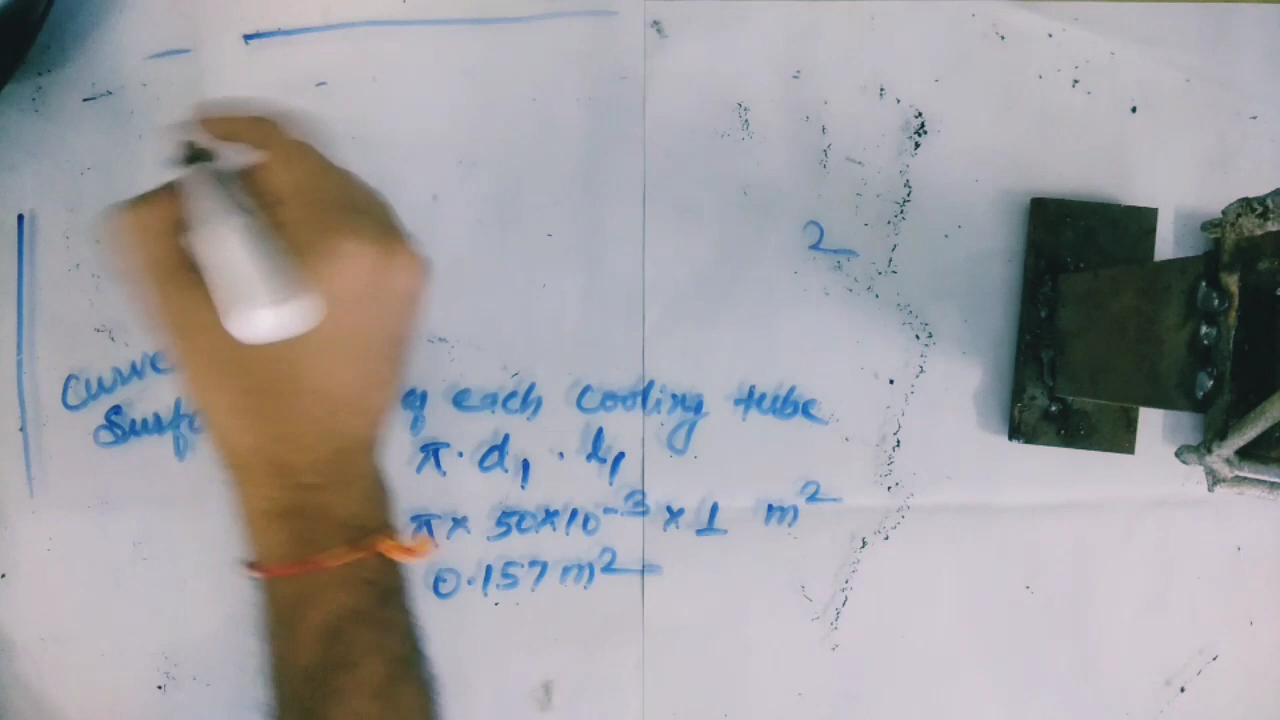 2
Curve
Surf of each cooling tube
π. d₁ . l₁
π × 50×10⁻³ × 1 m²
0.157 m²